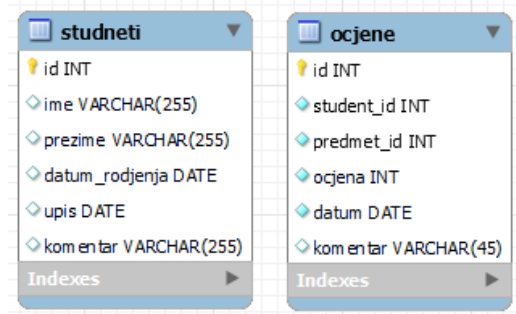 studneti
id INT
ime VARCHAR(255)
prezime VARCHAR(255)
datum_rodjenja DATE
upis DATE
komentar VARCHAR(255)
Indexes
ocjene
id INT
student_id INT
predmet_id INT
ocjena INT
datum DATE
komentar VARCHAR(45)
Indexes